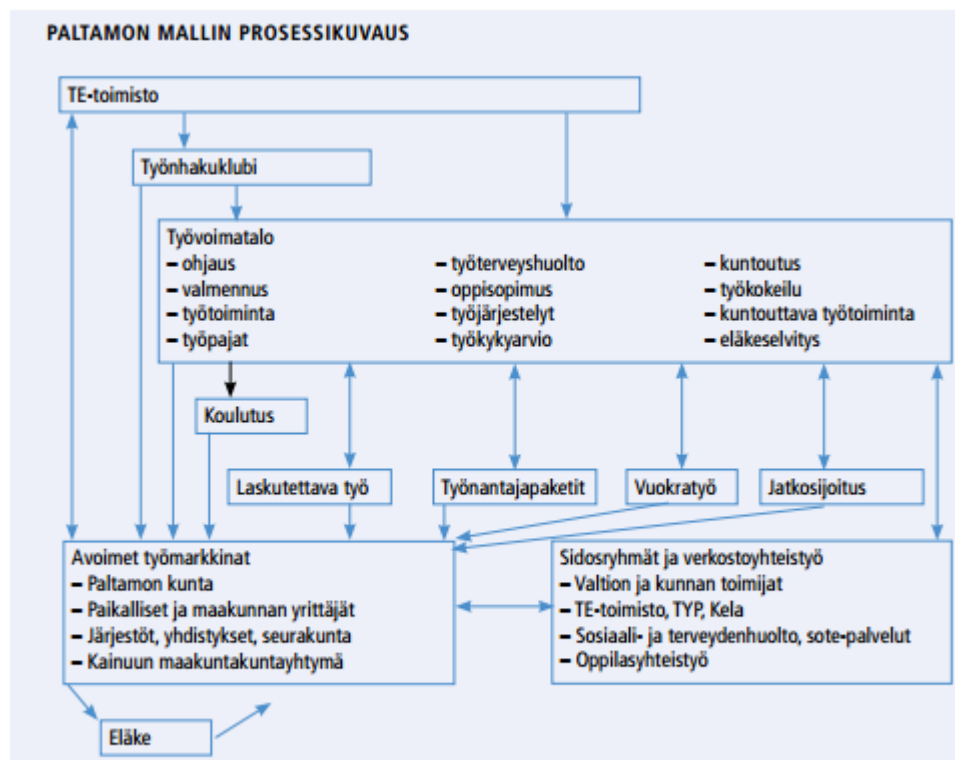 PALTAMON MALLIN PROSESSIKUVAUS
TE-toimisto
Työnhakuklubi
Työvoimatalo
– ohjaus
– valmennus
– työtoiminta
– työpajat
– työterveyshuolto
– oppisopimus
– työjärjestelyt
– työkykyarvio
– kuntoutus
– työkokeilu
– kuntouttava työtoiminta
– eläkeselvitys
Koulutus
Laskutettava työ
Työnantajapaketit
Vuokratyö
Jatkosijoitus
Avoimet työmarkkinat
– Paltamon kunta
– Paikalliset ja maakunnan yrittäjät
– Järjestöt, yhdistykset, seurakunta
– Kainuun maakuntakuntayhtymä
Sidosryhmät ja verkostoyhteistyö
– Valtion ja kunnan toimijat
– TE-toimisto, TYP, Kela
– Sosiaali- ja terveydenhuolto, sote-palvelut
– Oppilasyhteistyö
Eläke